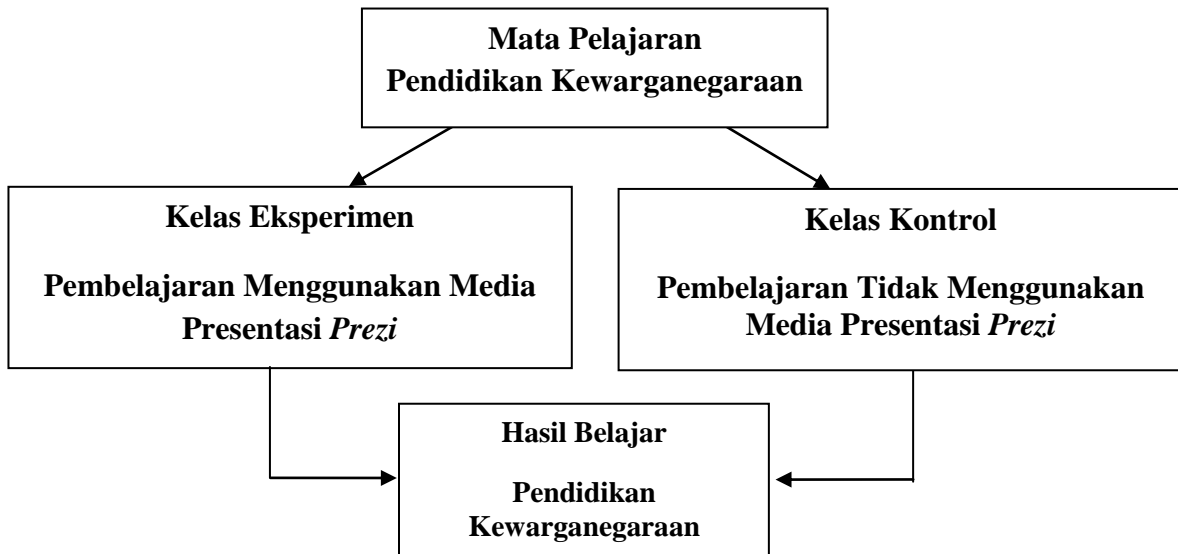 Mata Pelajaran
Pendidikan Kewarganegaraan
Kelas Eksperimen
Pembelajaran Menggunakan Media
Presentasi Prezi
Kelas Kontrol
Pembelajaran Tidak Menggunakan
Media Presentasi Prezi
Hasil Belajar
Pendidikan
Kewarganegaraan